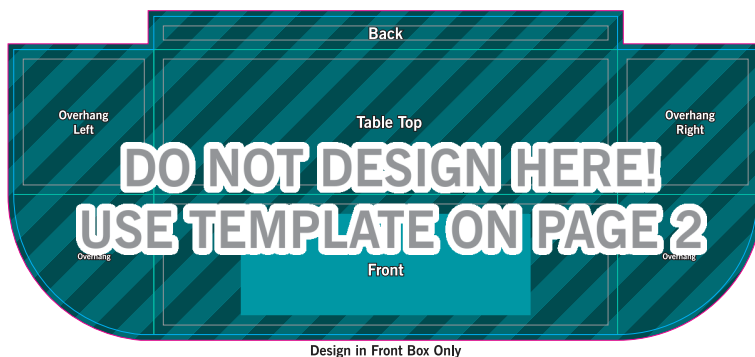 Back
Overhang
Left
Table Top
Overhang
Right
DO NOT DESIGN HERE!
USE TEMPLATE ON PAGE 2
Overhang
Front
Overhang
Design in Front Box Only